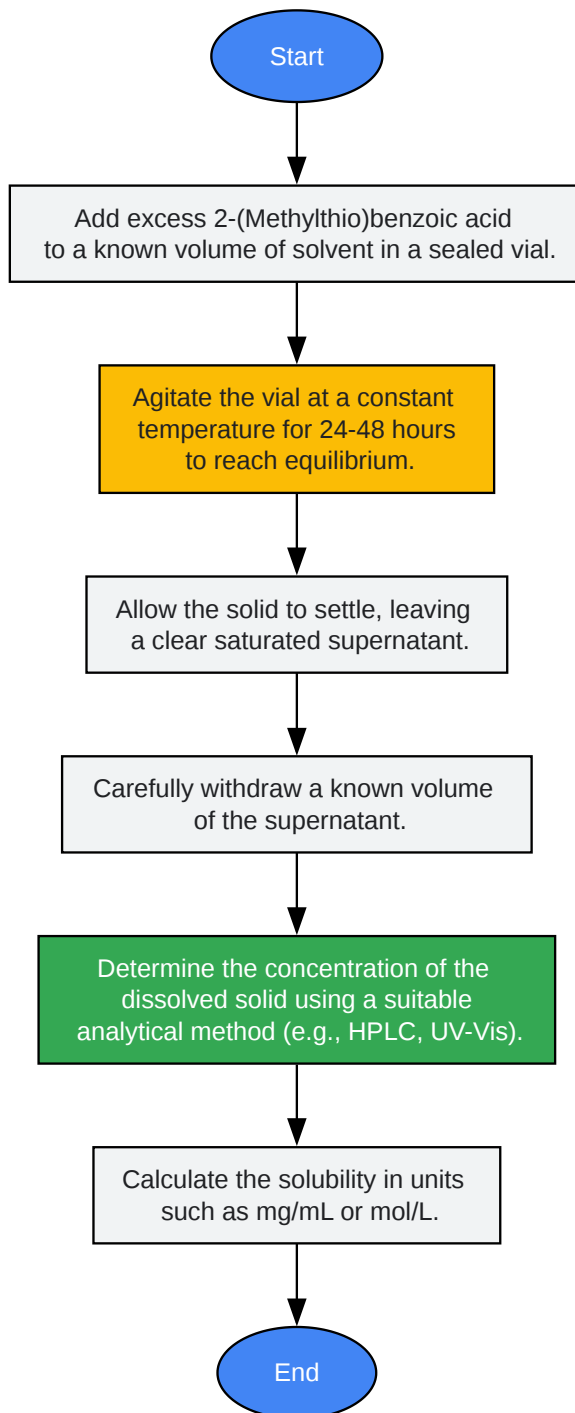 Start
Add excess 2-(Methylthio)benzoic acid
to a known volume of solvent in a sealed vial.
Agitate the vial at a constant
temperature for 24-48 hours
to reach equilibrium.
Allow the solid to settle, leaving
a clear saturated supernatant.
Carefully withdraw a known volume
of the supernatant.
Determine the concentration of the
dissolved solid using a suitable
analytical method (e.g., HPLC, UV-Vis).
Calculate the solubility in units
such as mg/mL or mol/L.
End